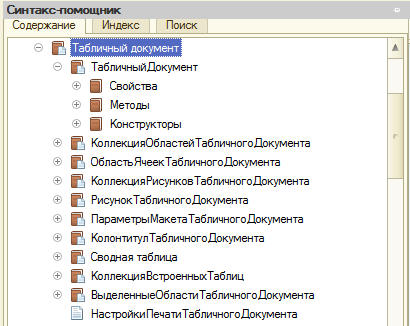 Синтакс-помощник
Содержание Индекс Поиск
Табличный документ
ТабличныйДокумент
Свойства
Методы
Конструкторы
КоллекцияОбластейТабличногоДокумента
ОбластьЯчеекТабличногоДокумента
КоллекцияРисунковТабличногоДокумента
РисунокТабличногоДокумента
ПараметрыМакетаТабличногоДокумента
КолонтитулТабличногоДокумента
Сводная таблица
КоллекцияВстроенныхТаблиц
ВыделенныеОбластиТабличногоДокумента
НастройкиПечатиТабличногоДокумента